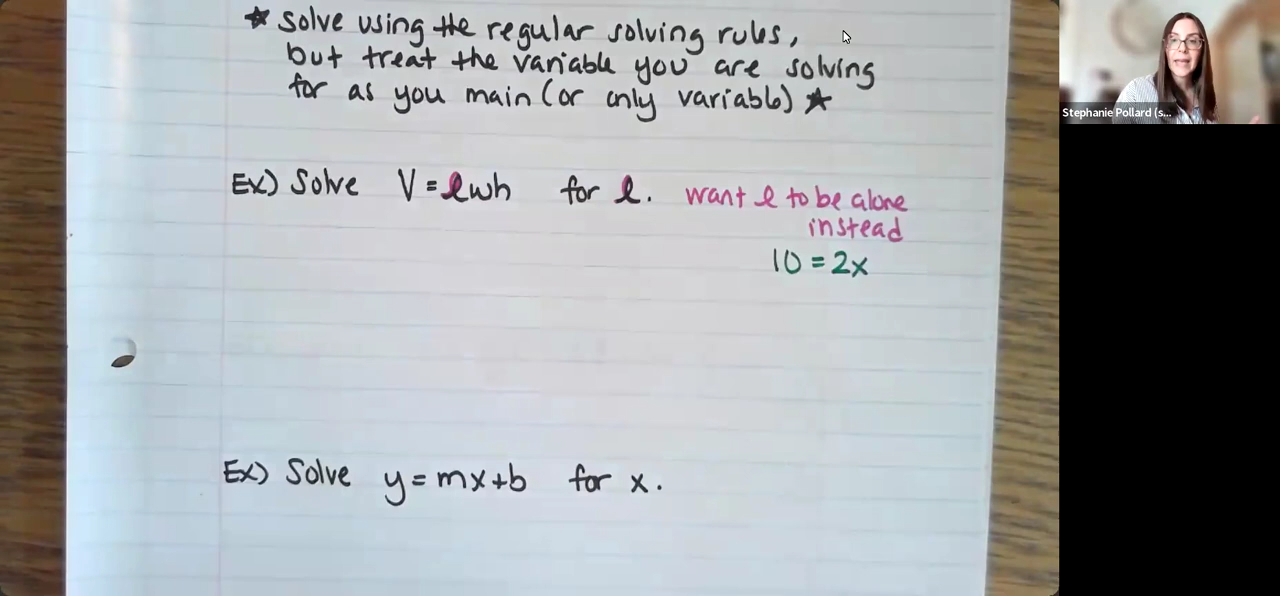 ★ Solve using the regular solving rules,
but treat the variable you are solving
for as you main (or only variable) ★
Stephanie Pollard (s...
Ex) Solve V = lwh for l. want l to be alone
instead
10 = 2x
Ex) Solve y = mx + b for x.